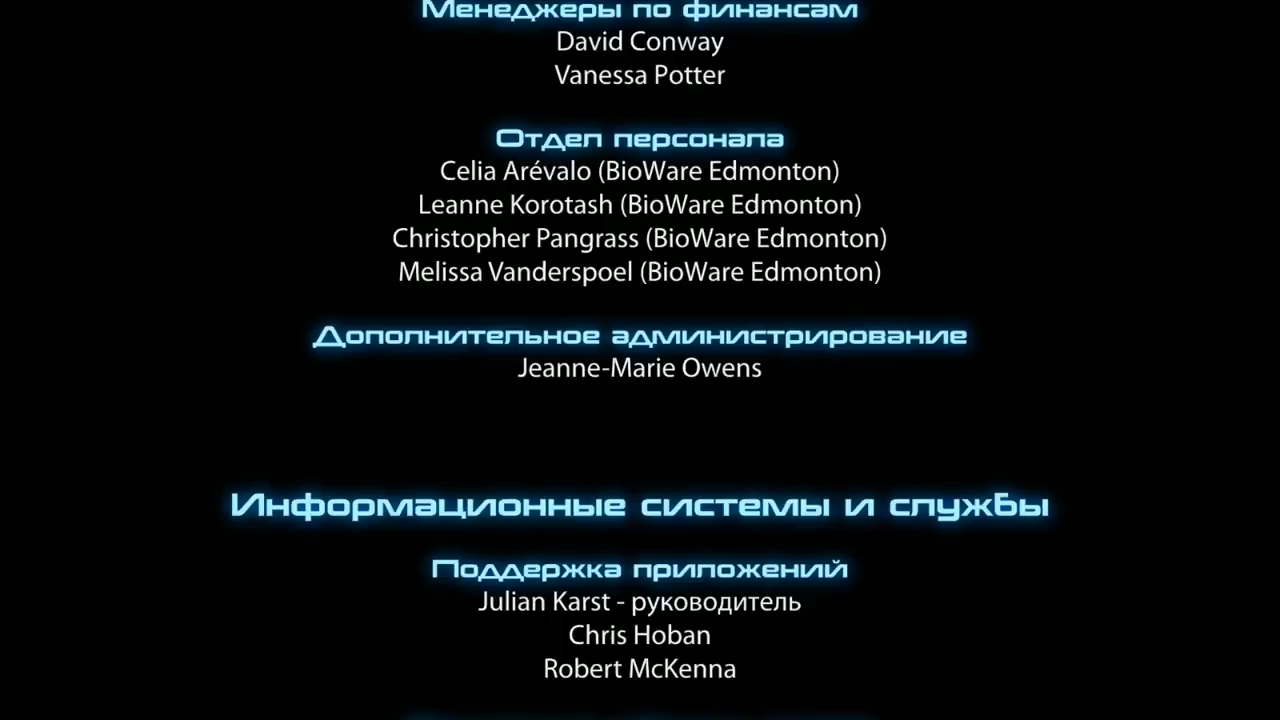 Менеджеры по финансам
David Conway
Vanessa Potter
Отдел персонала
Celia Arévalo (BioWare Edmonton)
Leanne Korotash (BioWare Edmonton)
Christopher Pangrass (BioWare Edmonton)
Melissa Vanderspoel (BioWare Edmonton)
Дополнительное администрирование
Jeanne-Marie Owens
Информационные системы и службы
Поддержка приложений
Julian Karst - руководитель
Chris Hoban
Robert McKenna